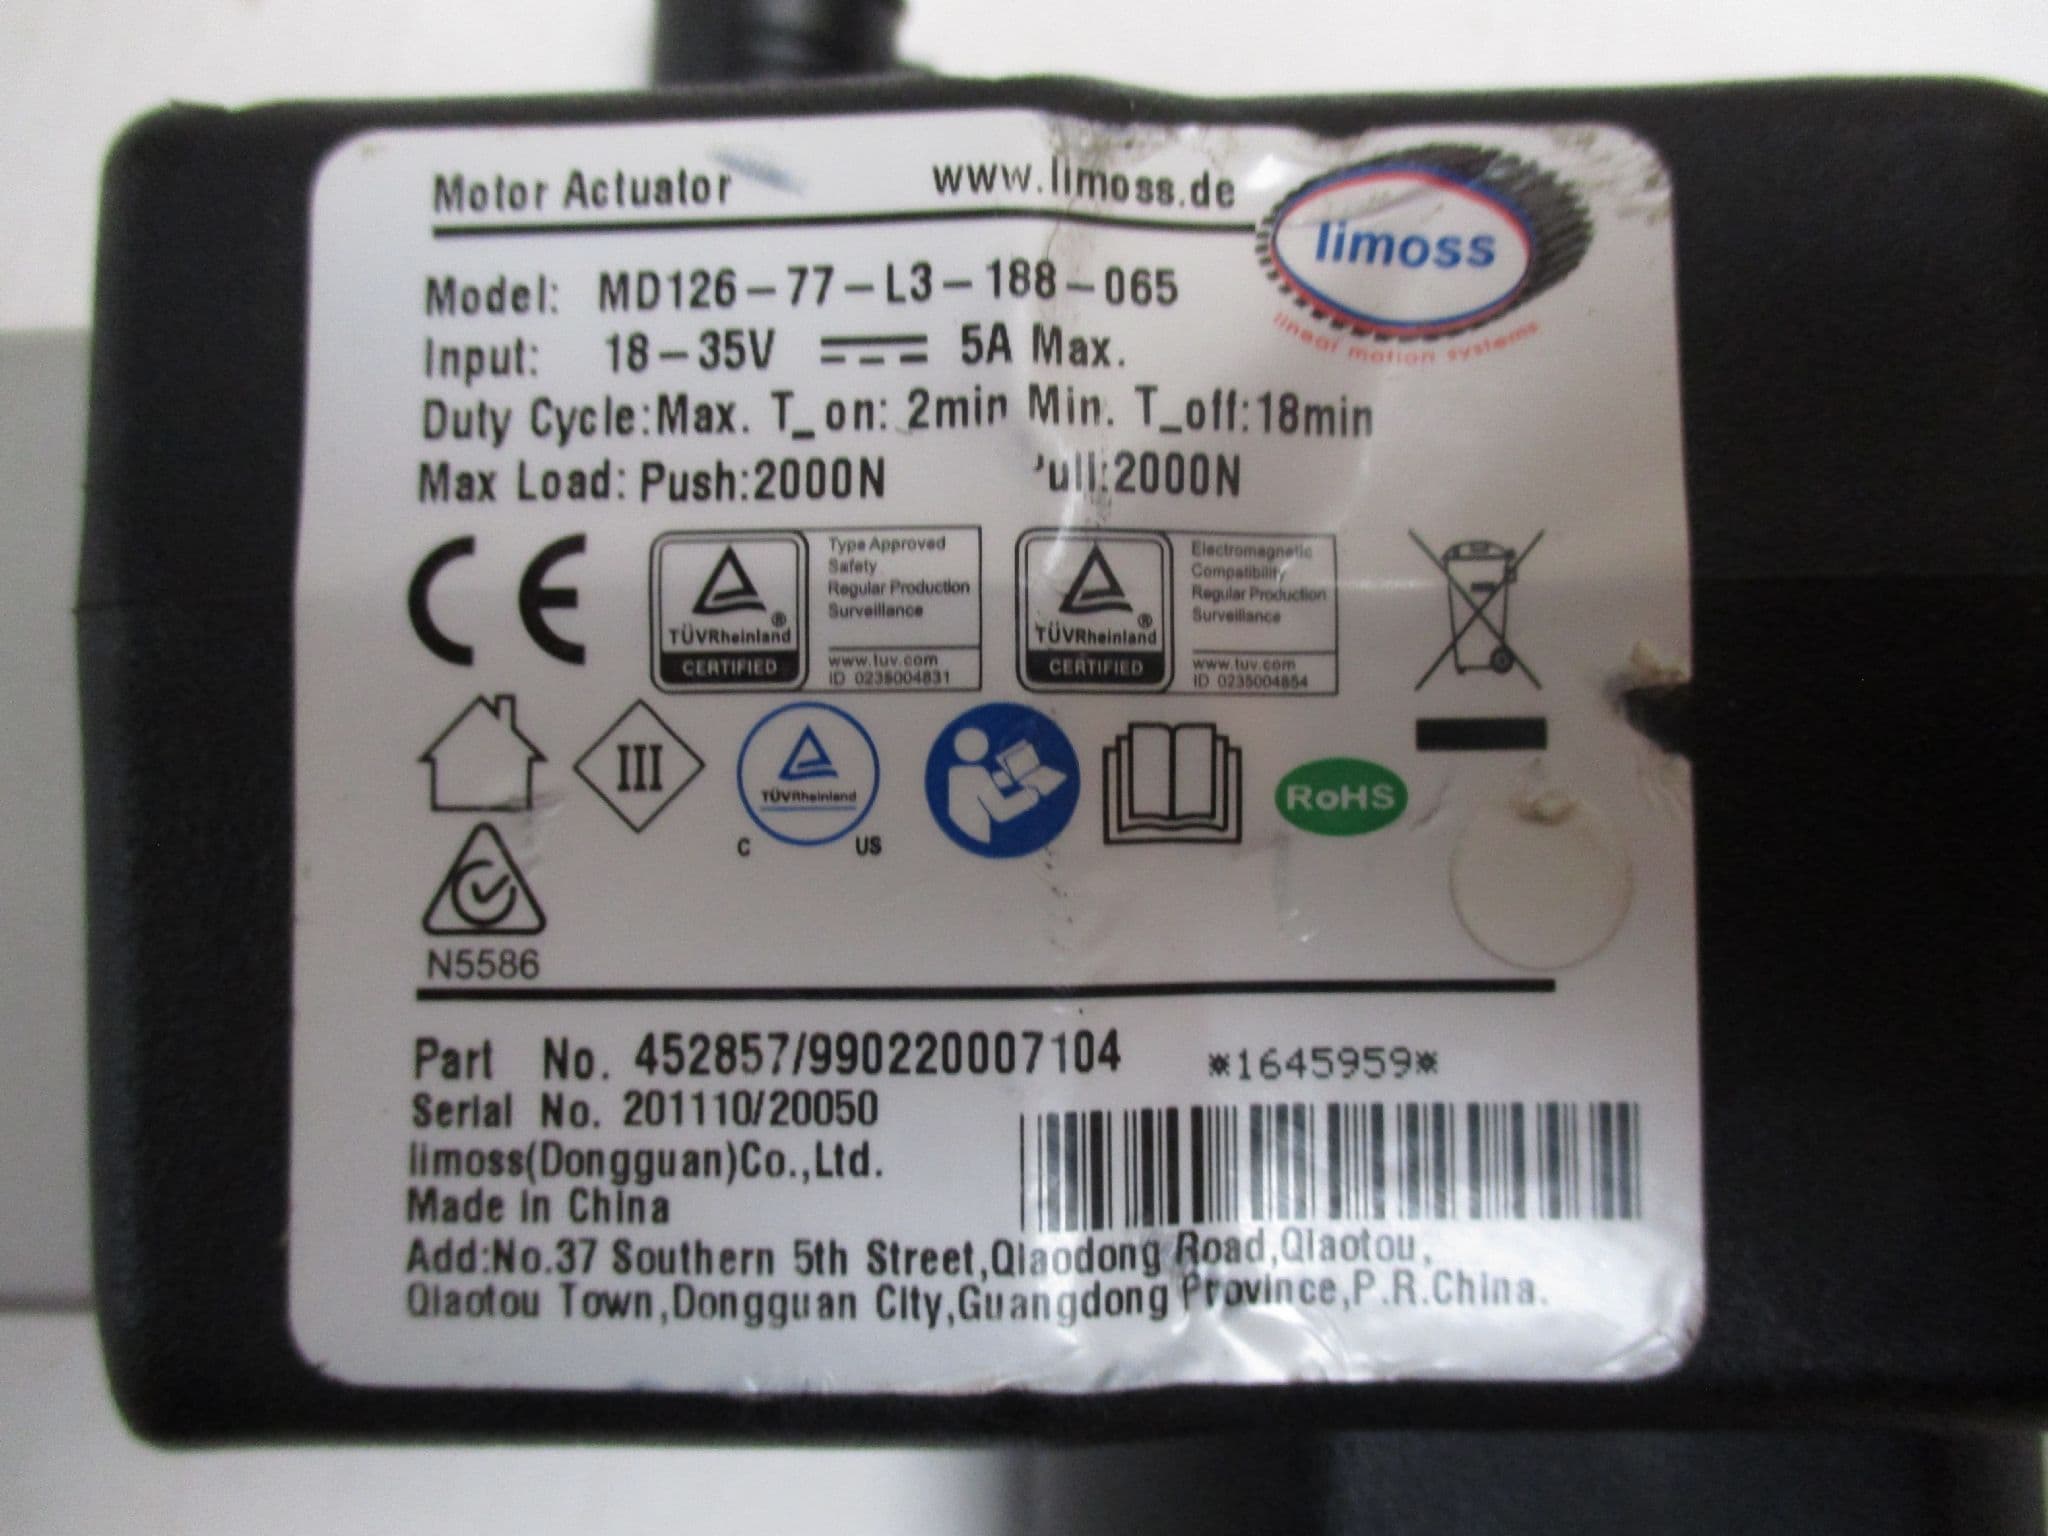 Motor Actuator www.limoss.de
limoss
linear motion systems
Model: MD126-77-L3-188-065
Input: 18-35V 5A Max.
Duty Cycle:Max. T_on: 2min Min. T_off:18min
Max Load: Push:2000N Pull:2000N
CE
TÜVRheinland®
CERTIFIED
Type Approved
Safety
Regular Production
Surveillance
www.tuv.com
ID 0235004831
TÜVRheinland®
CERTIFIED
Electromagnetic
Compatibility
Regular Production
Surveillance
www.tuv.com
ID 0235004854
III
TÜVRheinland
C US
RoHS
N5586
Part No. 452857/990220007104 *1645959*
Serial No. 201110/20050
limoss(Dongguan)Co.,Ltd.
Made in China
Add:No.37 Southern 5th Street,Qiaodong Road,Qiaotou,
Qiaotou Town,Dongguan City,Guangdong Province,P.R.China.